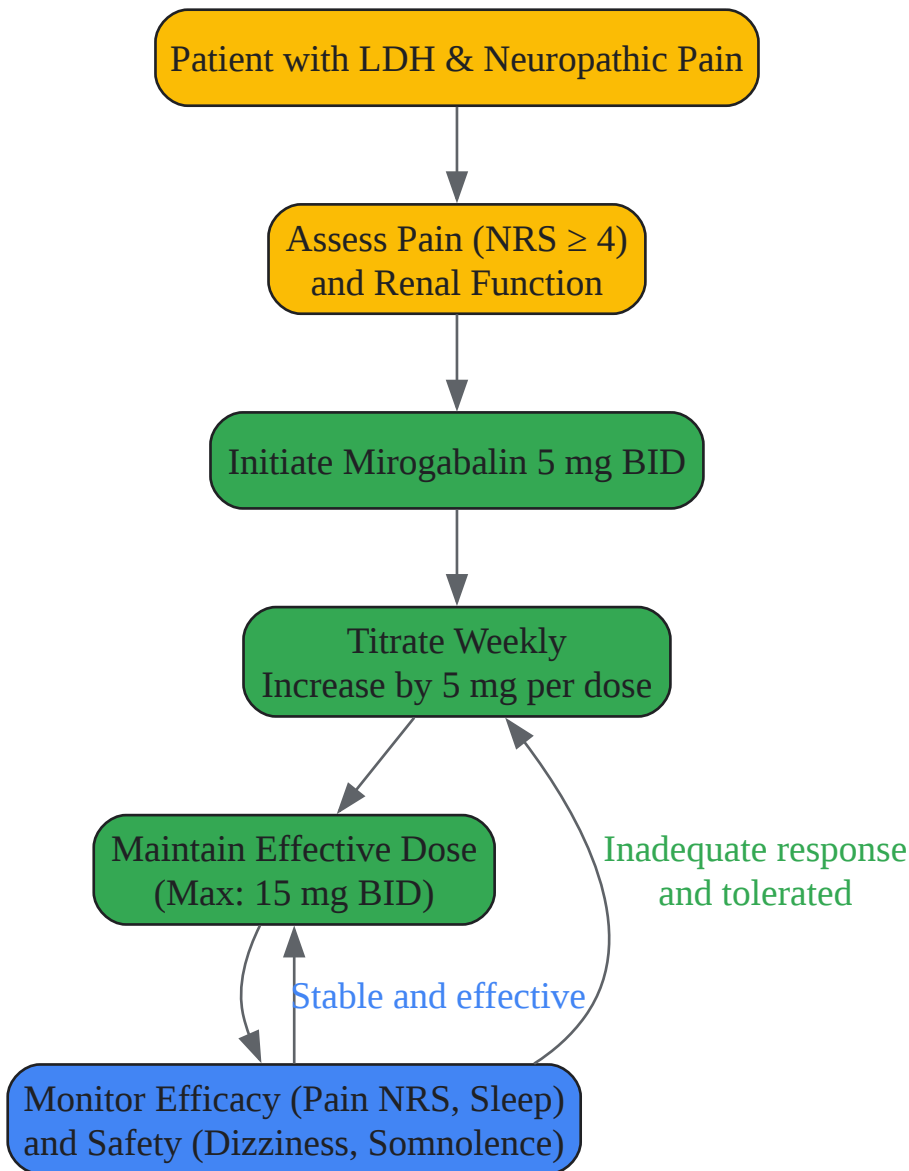 Patient with LDH & Neuropathic Pain
Assess Pain (NRS ≥ 4)
and Renal Function
Initiate Mirogabalin 5 mg BID
Titrate Weekly
Increase by 5 mg per dose
Maintain Effective Dose
(Max: 15 mg BID)
Inadequate response
and tolerated
Stable and effective
Monitor Efficacy (Pain NRS, Sleep)
and Safety (Dizziness, Somnolence)